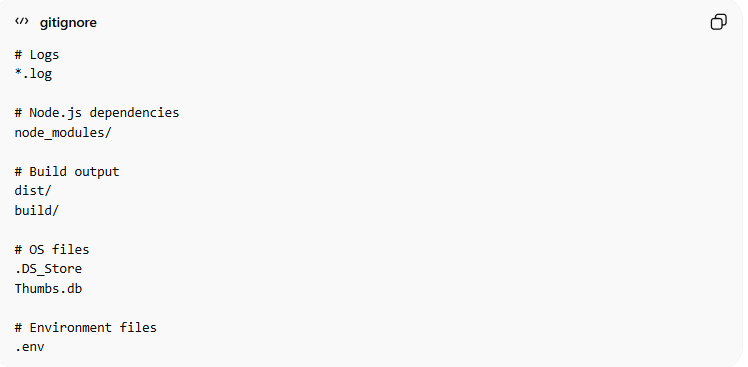 </> gitignore
# Logs
*.log
# Node.js dependencies
node_modules/
# Build output
dist/
build/
# OS files
.DS_Store
Thumbs.db
# Environment files
.env